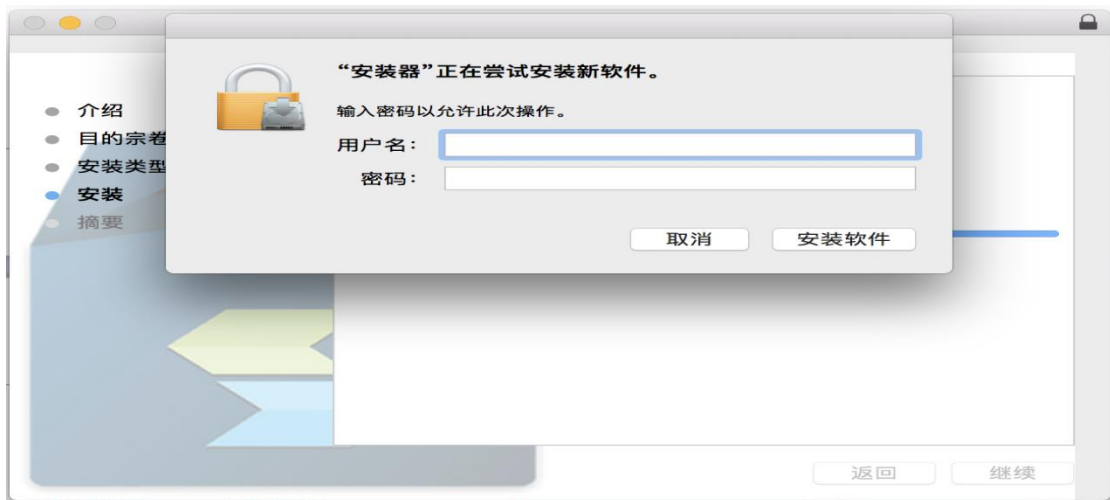 “安装器”正在尝试安装新软件。
输入密码以允许此次操作。
用户名：
密码：
取消
安装软件
介绍
目的宗卷
安装类型
安装
摘要
返回
继续